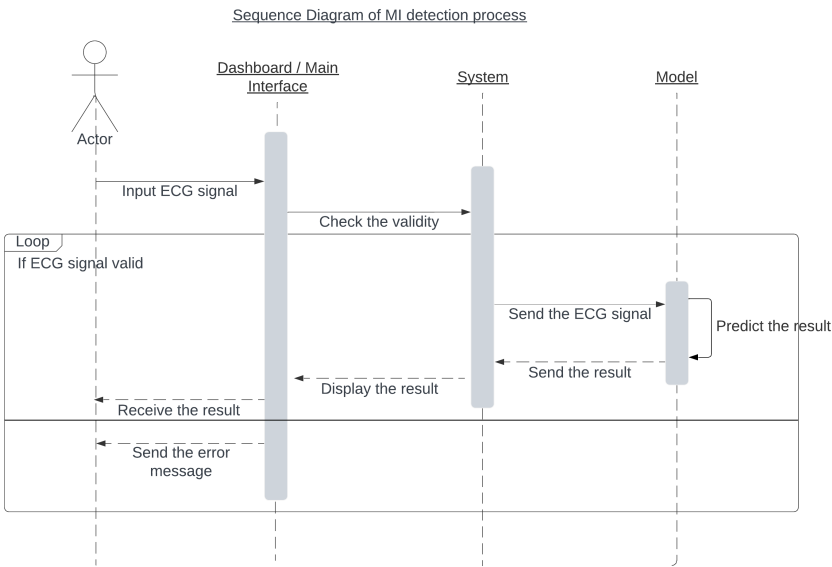 Sequence Diagram of MI detection process
Dashboard / Main
Interface
System
Model
Actor
Input ECG signal
Check the validity
Loop
If ECG signal valid
Send the ECG signal
Predict the result
Send the result
Display the result
Receive the result
Send the error
message